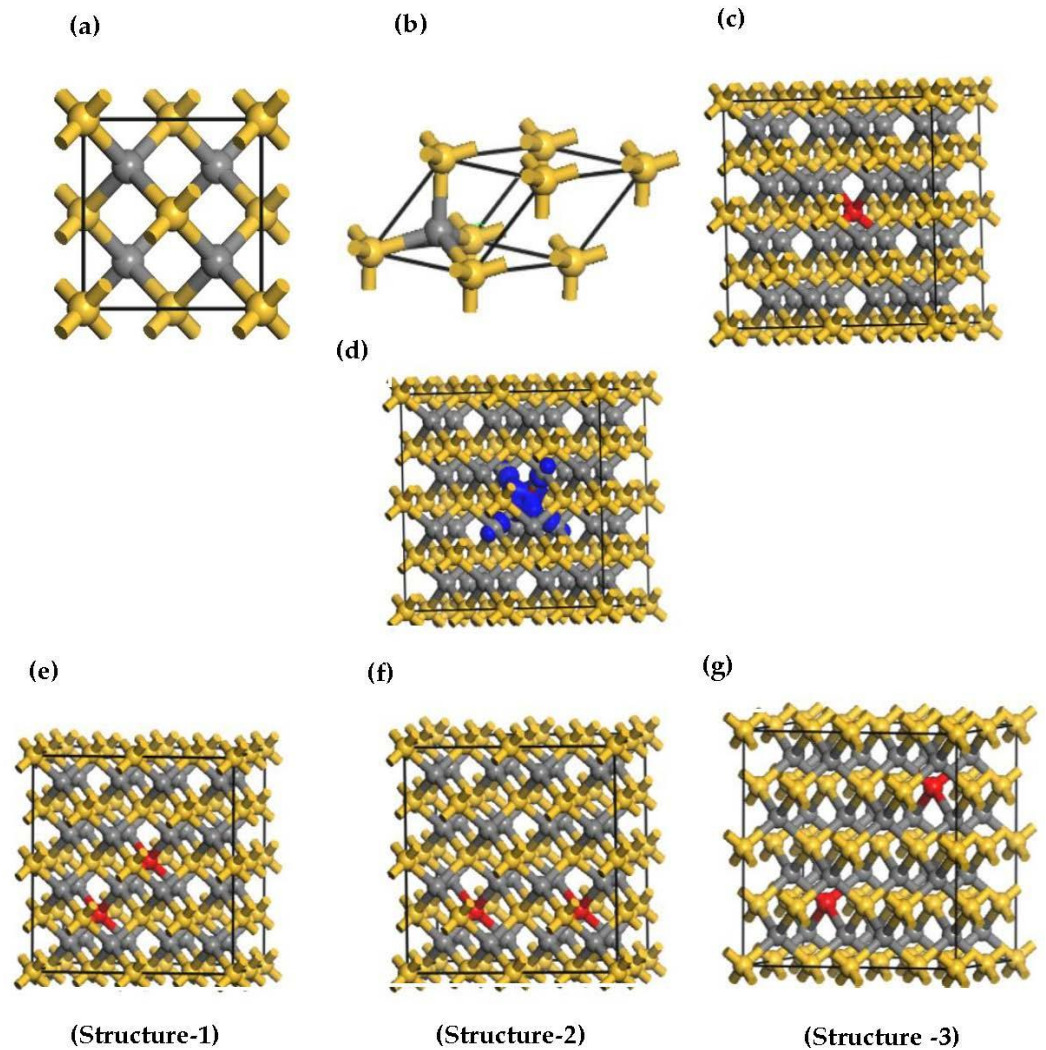 (a)
(b)
(c)
(d)
(e)
(f)
(g)
(Structure-1)
(Structure-2)
(Structure -3)